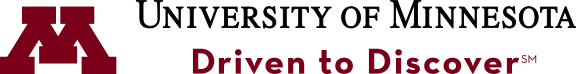 M
UNIVERSITY OF MINNESOTA
Driven to Discover℠